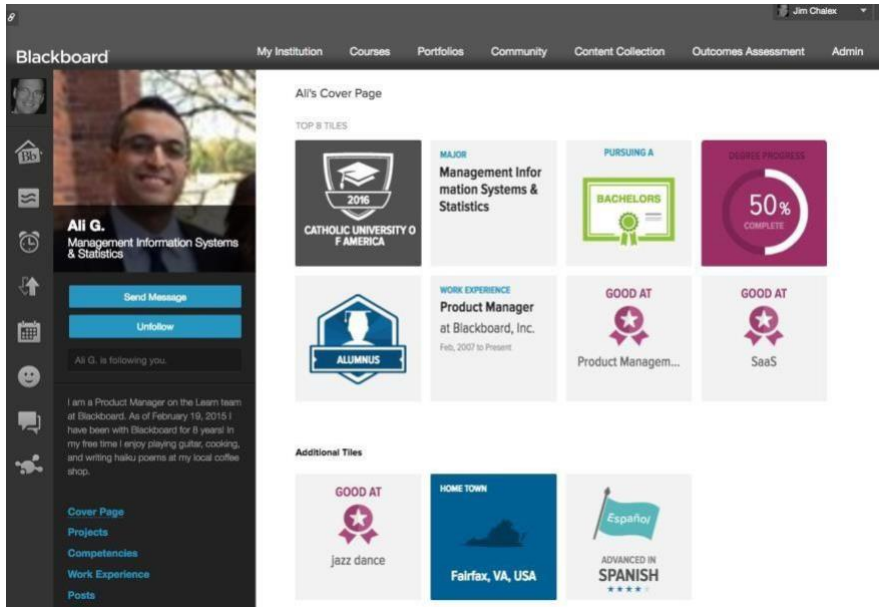 Jim Chalex
Blackboard
My Institution Courses Portfolios Community Content Collection Outcomes Assessment Admin
Bb
Ali G.
Management Information Systems
& Statistics
Send Message
Unfollow
Ali G. is following you.
I am a Product Manager on the Learn team
at Blackboard. As of February 19, 2015 I
have been with Blackboard for 8 years! In
my free time I enjoy playing guitar, cooking,
and writing haiku poems at my local coffee
shop.
Cover Page
Projects
Competencies
Work Experience
Posts
Ali's Cover Page
TOP 8 TILES
2016
CATHOLIC UNIVERSITY O
F AMERICA
MAJOR
Management Infor
mation Systems &
Statistics
PURSUING A
BACHELORS
DEGREE PROGRESS
50%
COMPLETE
ALUMNUS
WORK EXPERIENCE
Product Manager
at Blackboard, Inc.
Feb, 2007 to Present
GOOD AT
Product Managem...
GOOD AT
SaaS
Additional Tiles
GOOD AT
jazz dance
HOME TOWN
Fairfax, VA, USA
Español
ADVANCED IN
SPANISH